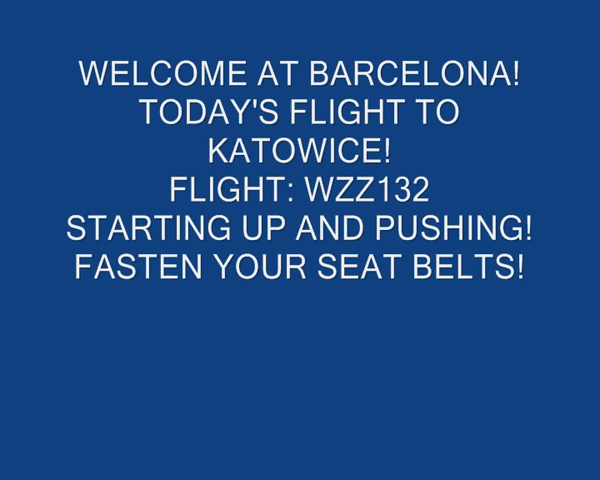 WELCOME AT BARCELONA!
TODAY'S FLIGHT TO
KATOWICE!
FLIGHT: WZZ132
STARTING UP AND PUSHING!
FASTEN YOUR SEAT BELTS!